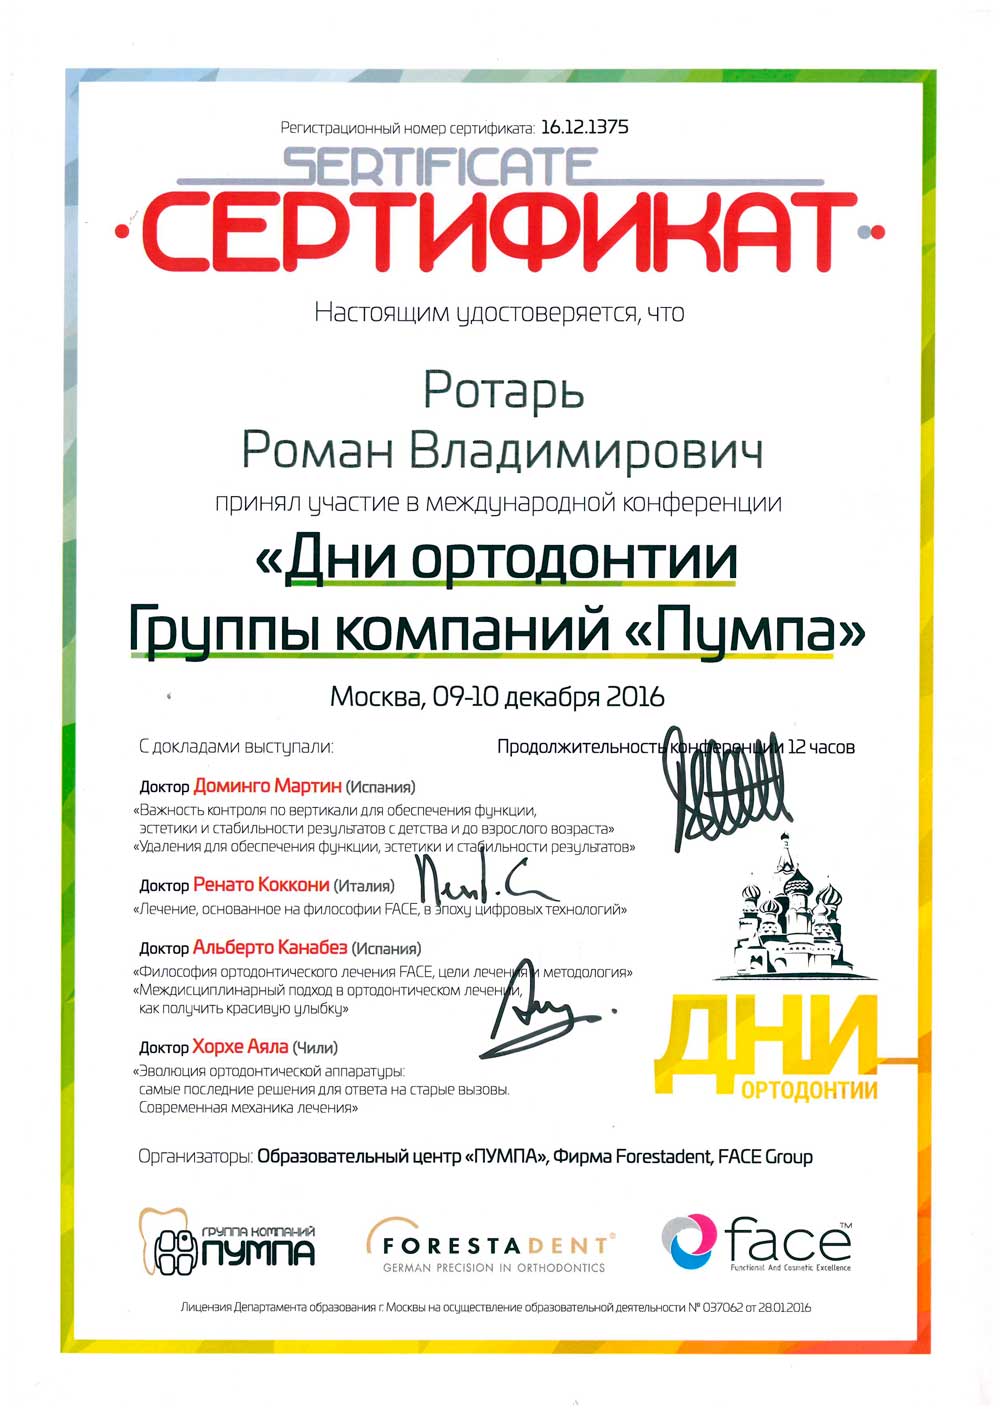 Регистрационный номер сертификата: 16.12.1375
SERTIFICATE
СЕРТИФИКАТ
Настоящим удостоверяется, что
Ротарь
Роман Владимирович
принял участие в международной конференции
«Дни ортодонтии
Группы компаний «Пумпа»
Москва, 09-10 декабря 2016
С докладами выступали:
Продолжительность конференции 12 часов
Доктор Доминго Мартин (Испания)
«Важность контроля по вертикали для обеспечения функции,
эстетики и стабильности результатов с детства и до взрослого возраста»
«Удаления для обеспечения функции, эстетики и стабильности результатов»
Доктор Ренато Коккони (Италия)
«Лечение, основанное на философии FACE, в эпоху цифровых технологий»
Доктор Альберто Канабез (Испания)
«Философия ортодонтического лечения FACE, цели лечения и методология»
«Междисциплинарный подход в ортодонтическом лечении,
как получить красивую улыбку»
Доктор Хорхе Аяла (Чили)
«Эволюция ортодонтической аппаратуры:
самые последние решения для ответа на старые вызовы.
Современная механика лечения»
ДНИ
ОРТОДОНТИИ
Организаторы: Образовательный центр «ПУМПА», Фирма Forestadent, FACE Group
ГРУППА КОМПАНИЙ
ПУМПА
FORESTADENT®
GERMAN PRECISION IN ORTHODONTICS
face™
Functional And Cosmetic Excellence
Лицензия Департамента образования г. Москвы на осуществление образовательной деятельности № 037062 от 28.01.2016